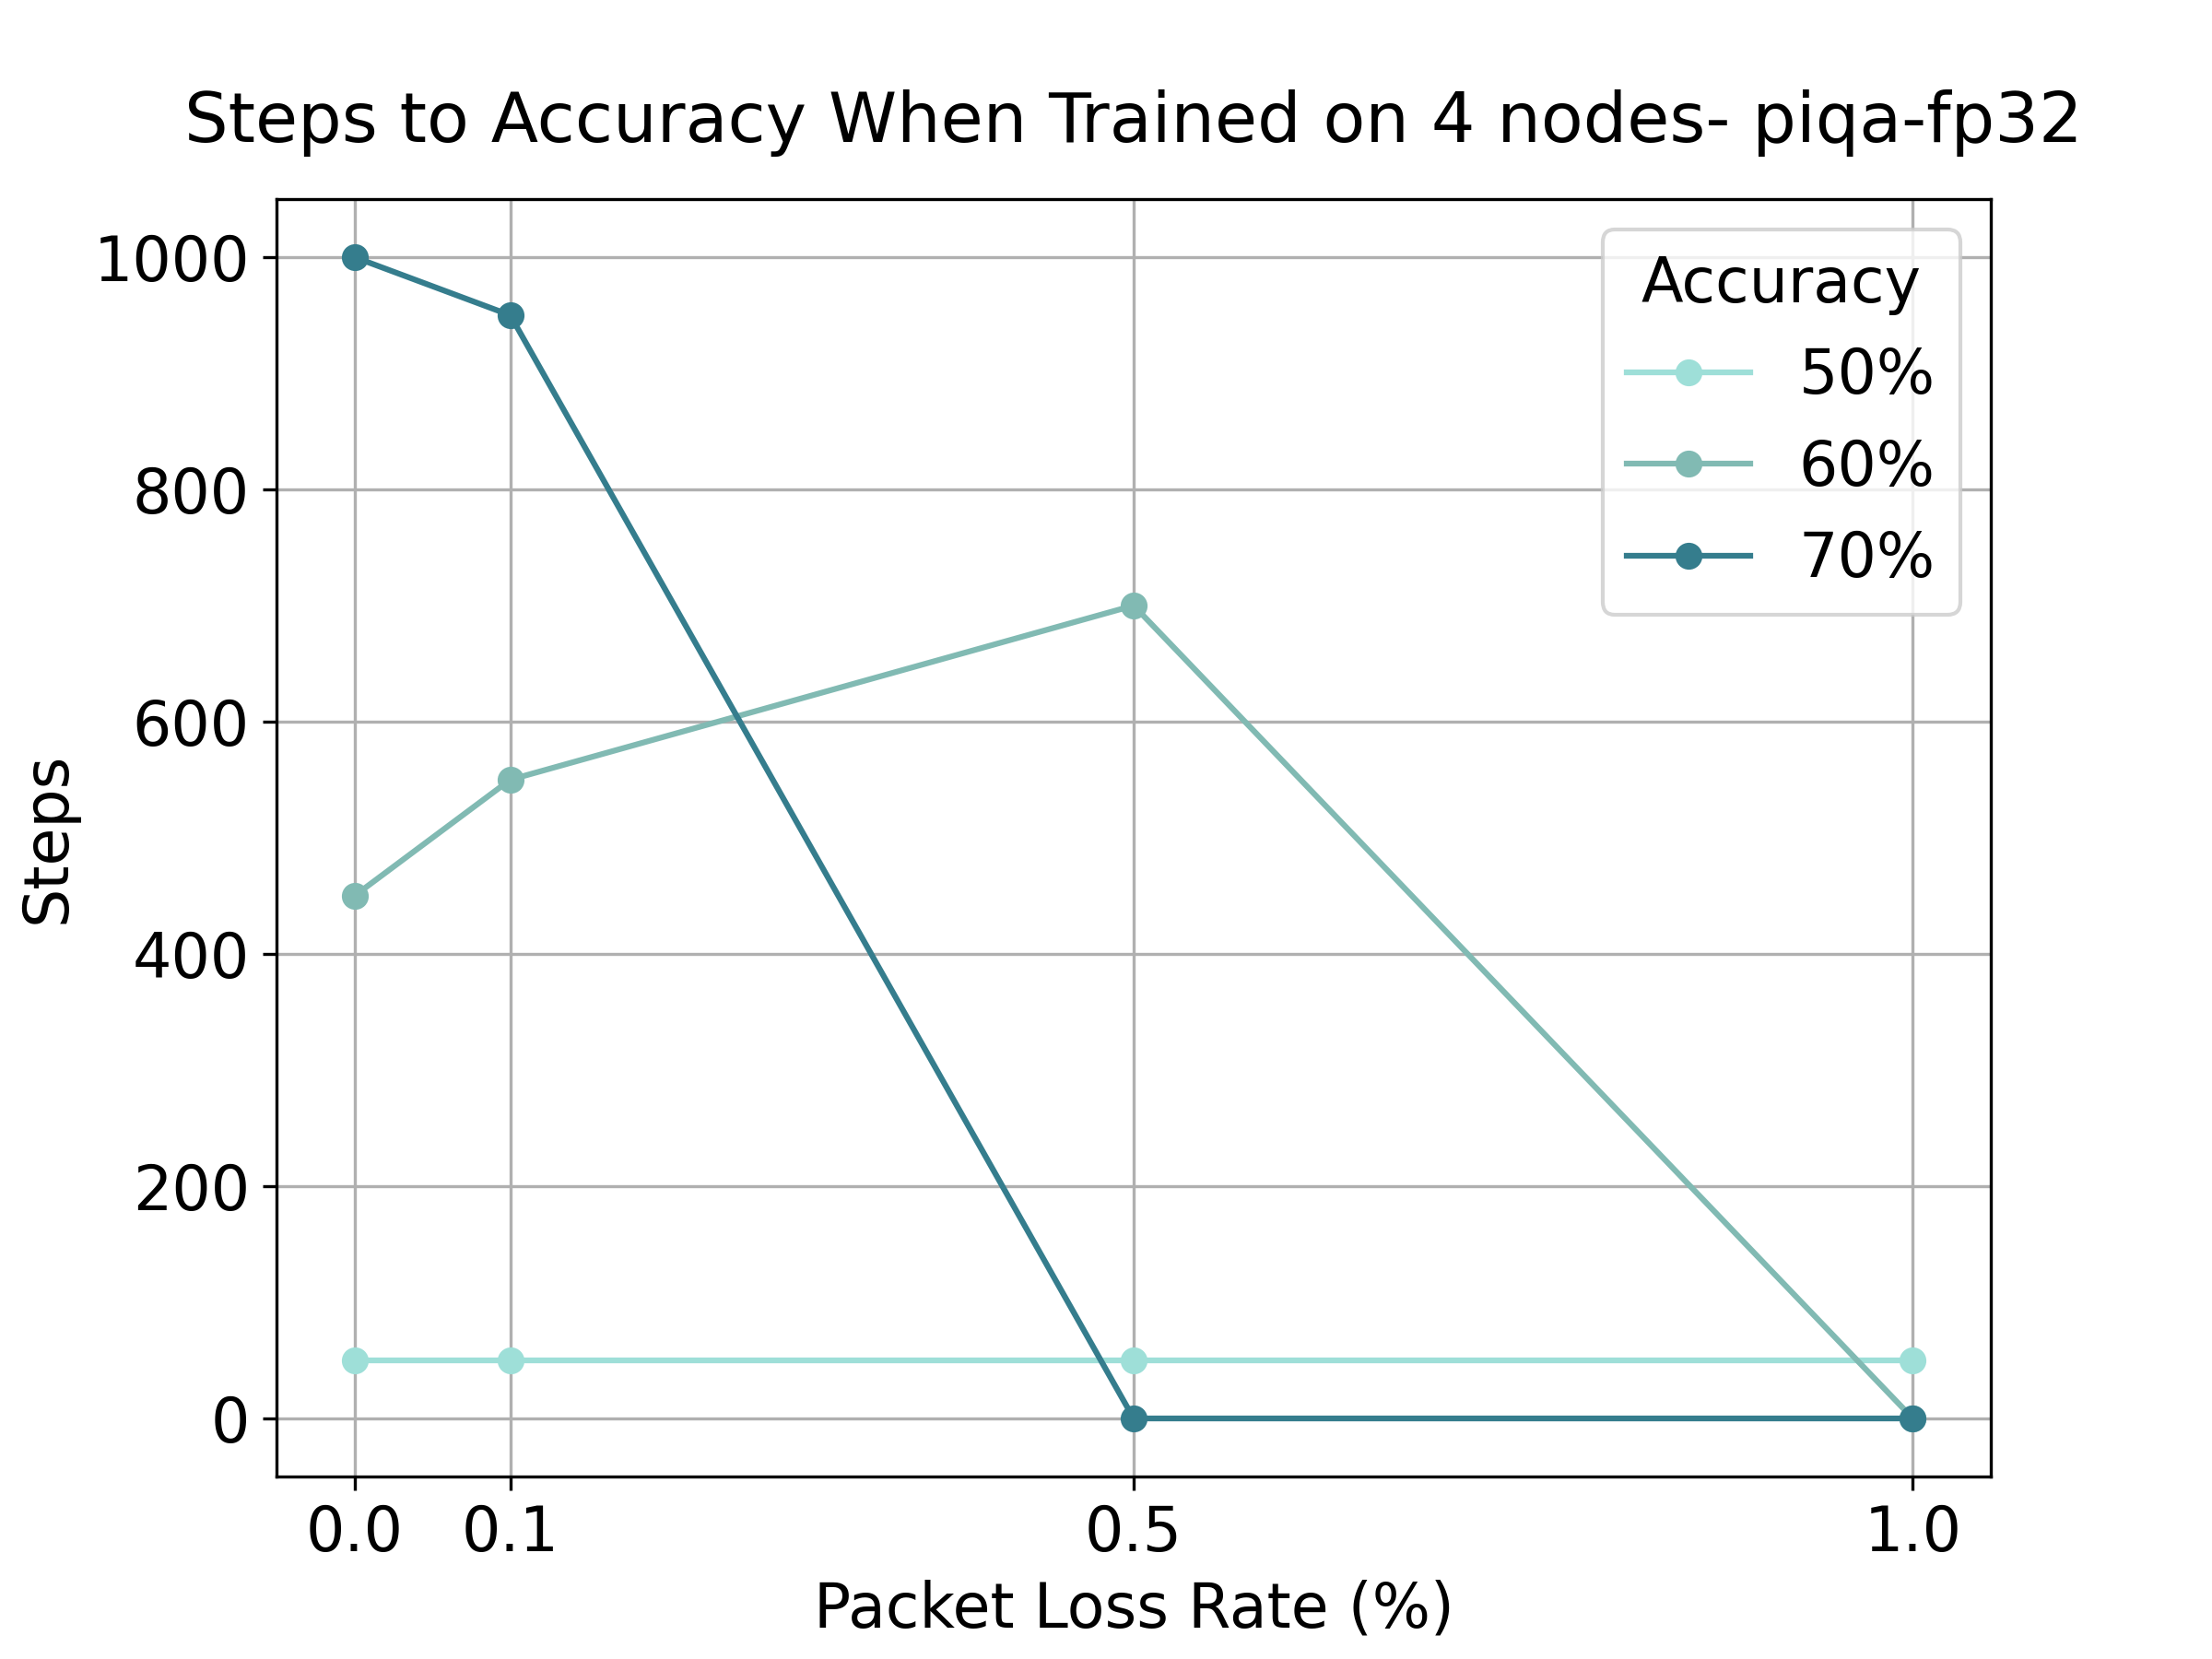 Steps to Accuracy When Trained on 4 nodes- piqa-fp32
1000
800
600
400
200
0
Steps
Accuracy
50%
60%
70%
0.0 0.1 0.5 1.0
Packet Loss Rate (%)